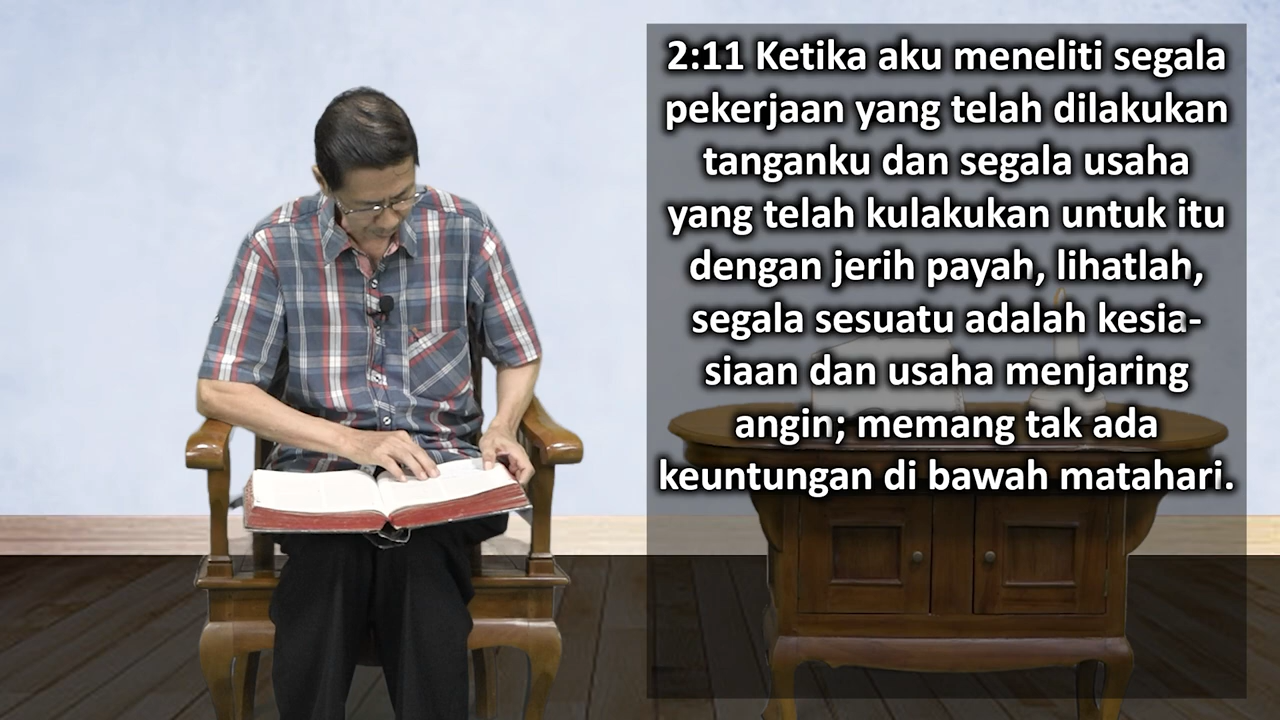 2:11 Ketika aku meneliti segala
pekerjaan yang telah dilakukan
tanganku dan segala usaha
yang telah kulakukan untuk itu
dengan jerih payah, lihatlah,
segala sesuatu adalah kesia-
siaan dan usaha menjaring
angin; memang tak ada
keuntungan di bawah matahari.